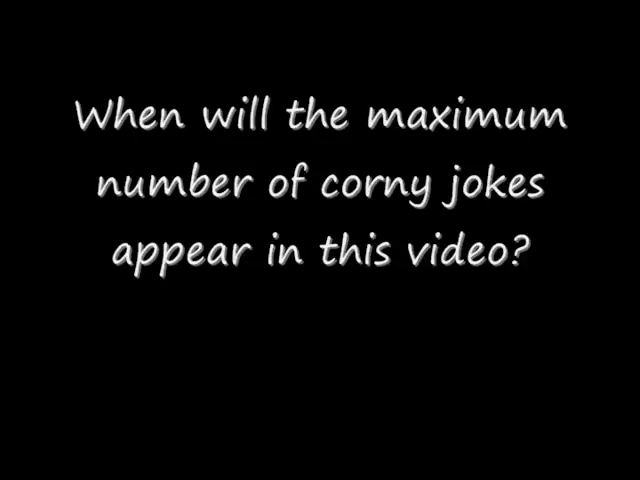 When will the maximum
number of corny jokes
appear in this video?